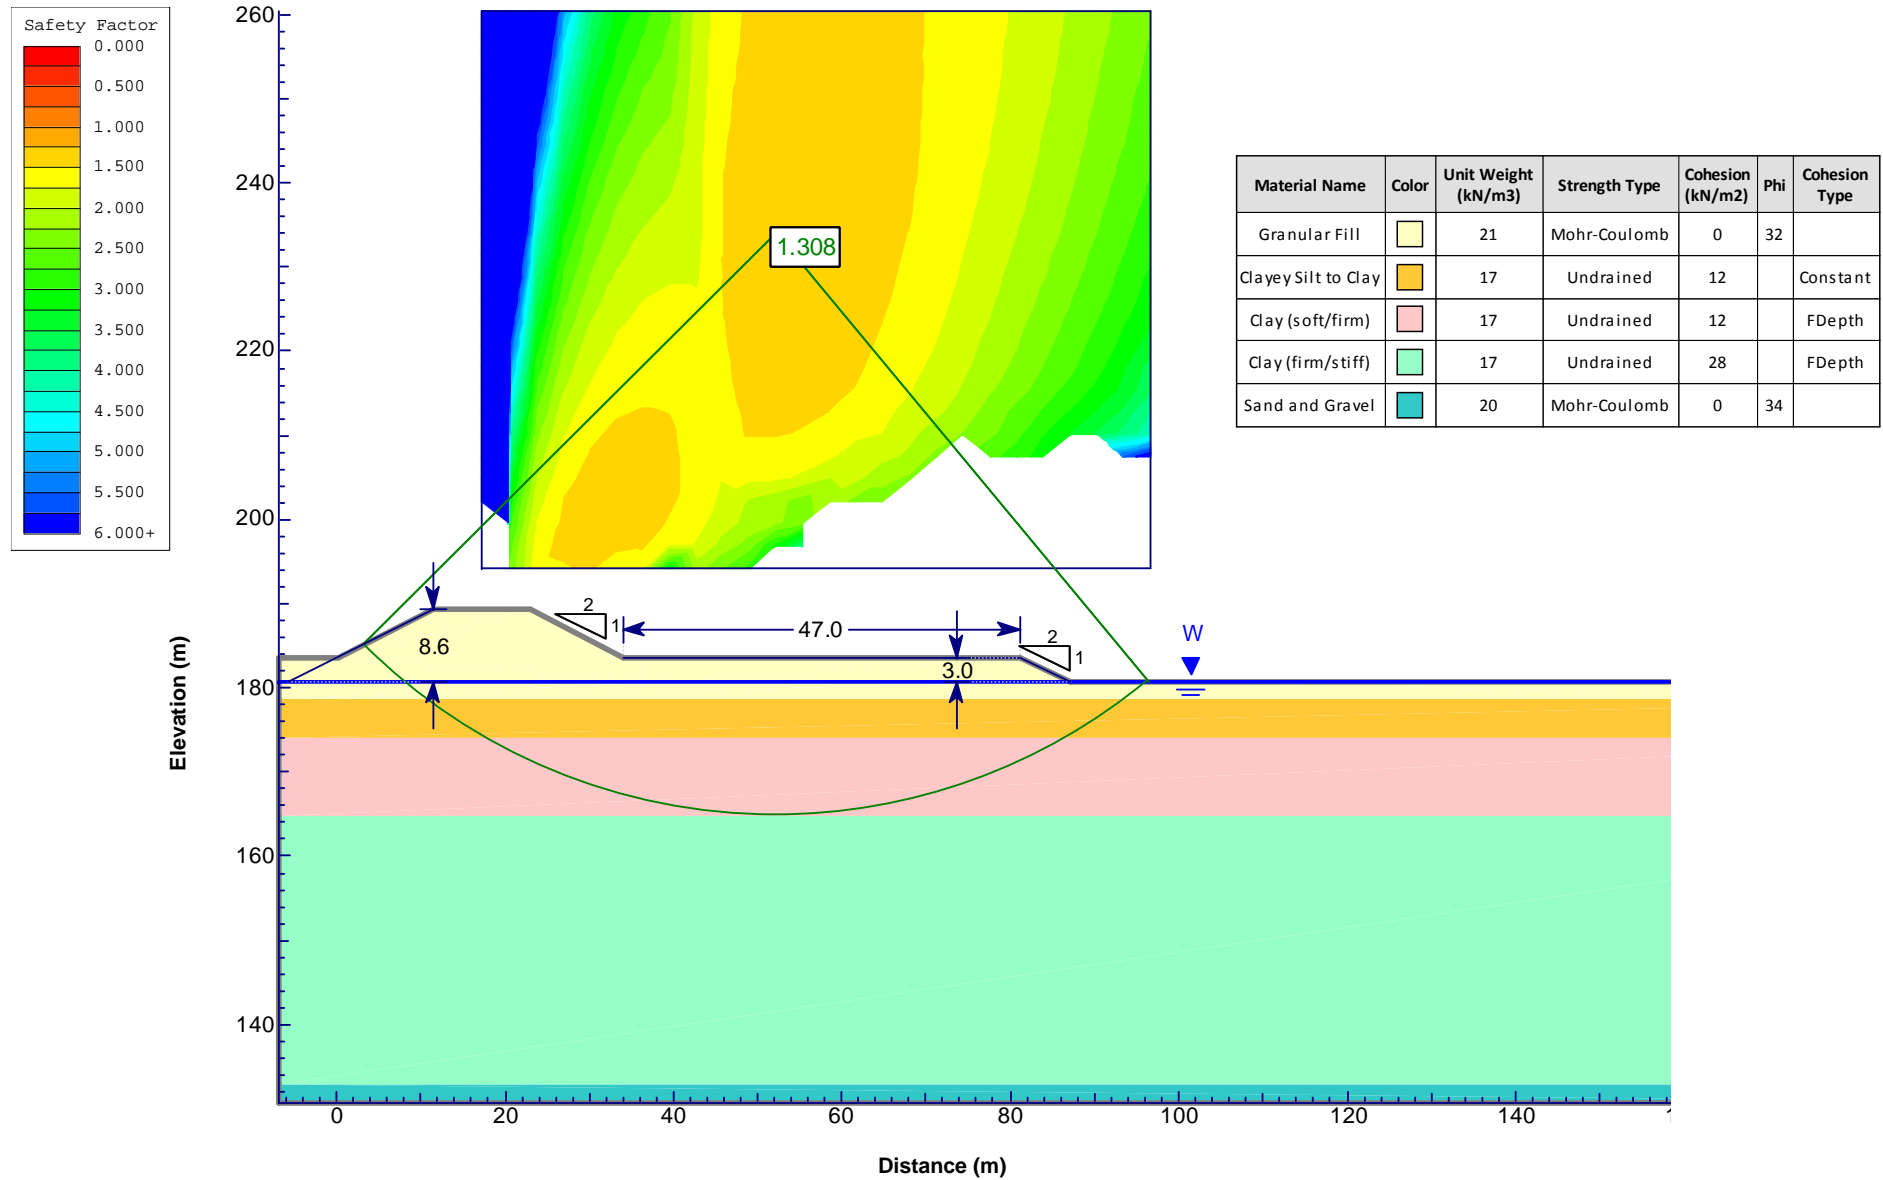 Safety Factor
0.000
0.500
1.000
1.500
2.000
2.500
3.000
3.500
4.000
4.500
5.000
5.500
6.000+
260
240
220
200
180
160
140
Elevation (m)
1.308
Material Name Color Unit Weight (kN/m3) Strength Type Cohesion (kN/m2) Phi Cohesion Type
Granular Fill 21 Mohr-Coulomb 0 32
Clayey Silt to Clay 17 Undrained 12 Constant
Clay (soft/firm) 17 Undrained 12 FDepth
Clay (firm/stiff) 17 Undrained 28 FDepth
Sand and Gravel 20 Mohr-Coulomb 0 34
2
1
47.0
2
1
8.6
3.0
W
0 20 40 60 80 100 120 140
Distance (m)